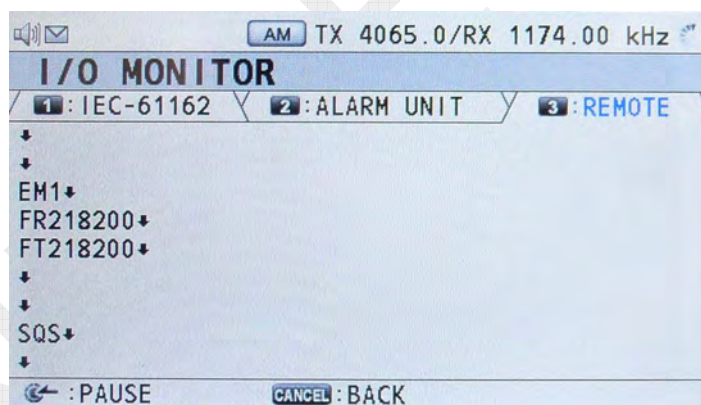 AM TX 4065.0/RX 1174.00 kHz
I/O MONITOR
1:IEC-61162 2:ALARM UNIT 3:REMOTE
↓
↓
EM1↓
FR218200↓
FT218200↓
↓
↓
SQS↓
↓
:PAUSE CANCEL:BACK